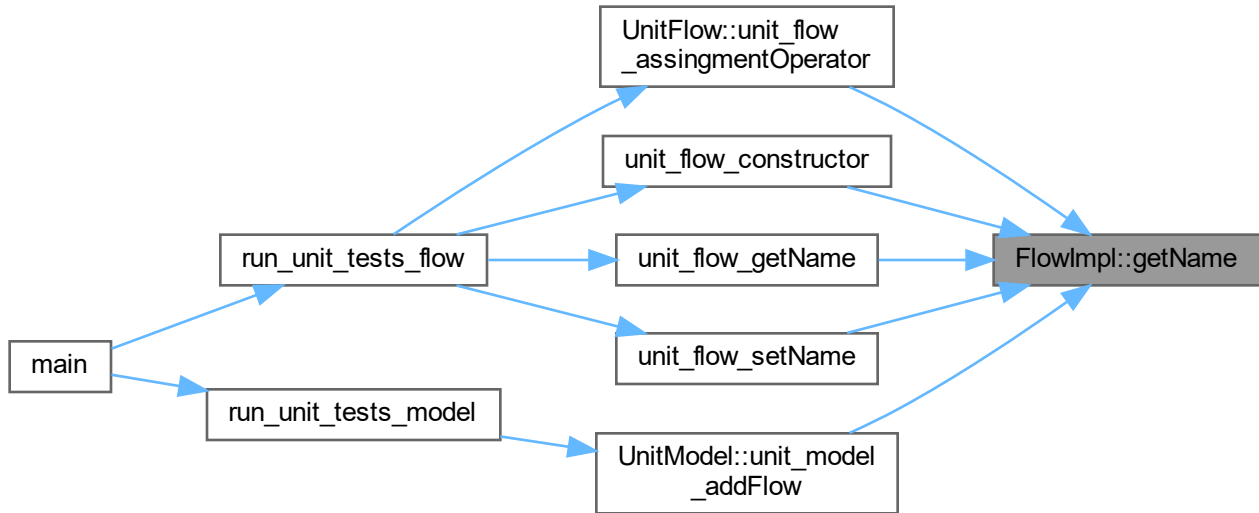 UnitFlow::unit_flow
_assingmentOperator
unit_flow_constructor
run_unit_tests_flow
unit_flow_getName
FlowImpl::getName
unit_flow_setName
main
run_unit_tests_model
UnitModel::unit_model
_addFlow